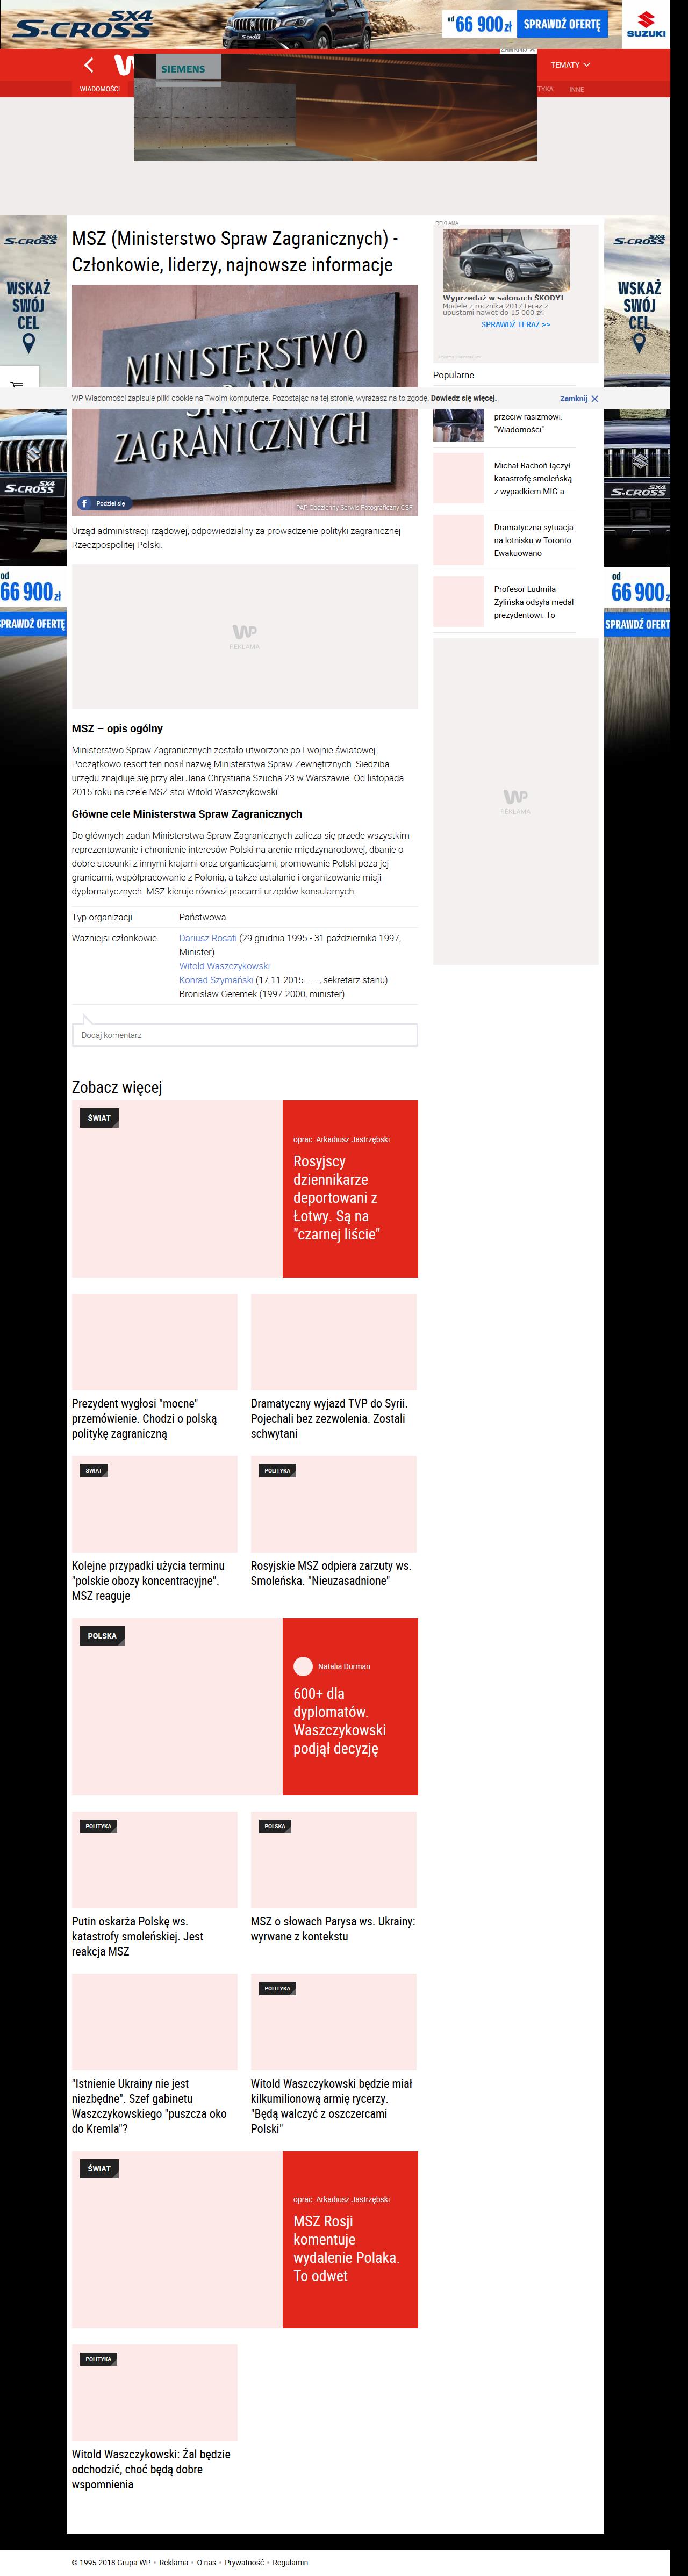 SX4
S-CROSS
od 66 900 zł
SPRAWDŹ OFERTĘ
SUZUKI
SIEMENS
TEMATY
WIADOMOŚCI
INNE
REKLAMA
SX4
S-CROSS
WSKAŻ
SWÓJ
CEL
MSZ (Ministerstwo Spraw Zagranicznych) -
Członkowie, liderzy, najnowsze informacje
MINISTERSTWO
SPRAW
ZAGRANICZNYCH
Podziel się
PAP Codzienny Serwis Fotograficzny CSF
Wyprzedaż w salonach ŠKODY!
Modele z rocznika 2017 teraz z
upustami nawet do 15 000 zł!
SPRAWDŹ TERAZ >>
SX4
S-CROSS
WSKAŻ
SWÓJ
CEL
Popularne
WP Wiadomości zapisuje pliki cookie na Twoim komputerze. Pozostając na tej stronie, wyrażasz na to zgodę. Dowiedz się więcej.
Zamknij
przeciw rasizmowi.
"Wiadomości"
Michał Rachoń łączył
katastrofę smoleńską
z wypadkiem MIG-a.
Dramatyczna sytuacja
na lotnisku w Toronto.
Ewakuowano
Profesor Ludmiła
Żylińska odsyła medal
prezydentowi. To
S-CROSS
od
66 900 zł
SPRAWDŹ OFERTĘ
S-CROSS
od
66 900
SPRAWDŹ OFERT
Urząd administracji rządowej, odpowiedzialny za prowadzenie polityki zagranicznej
Rzeczpospolitej Polski.
WP
REKLAMA
WP
REKLAMA
MSZ – opis ogólny
Ministerstwo Spraw Zagranicznych zostało utworzone po I wojnie światowej.
Początkowo resort ten nosił nazwę Ministerstwa Spraw Zewnętrznych. Siedziba
urzędu znajduje się przy alei Jana Chrystiana Szucha 23 w Warszawie. Od listopada
2015 roku na czele MSZ stoi Witold Waszczykowski.
Główne cele Ministerstwa Spraw Zagranicznych
Do głównych zadań Ministerstwa Spraw Zagranicznych zalicza się przede wszystkim
reprezentowanie i chronienie interesów Polski na arenie międzynarodowej, dbanie o
dobre stosunki z innymi krajami oraz organizacjami, promowanie Polski poza jej
granicami, współpracowanie z Polonią, a także ustalanie i organizowanie misji
dyplomatycznych. MSZ kieruje również pracami urzędów konsularnych.
Typ organizacji Państwowa
Ważniejsi członkowie Dariusz Rosati (29 grudnia 1995 - 31 października 1997,
Minister)
Witold Waszczykowski
Konrad Szymański (17.11.2015 - ...., sekretarz stanu)
Bronisław Geremek (1997-2000, minister)
Dodaj komentarz
Zobacz więcej
ŚWIAT
oprac. Arkadiusz Jastrzębski
Rosyjscy
dziennikarze
deportowani z
Łotwy. Są na
"czarnej liście"
Prezydent wygłosi "mocne"
przemówienie. Chodzi o polską
politykę zagraniczną
Dramatyczny wyjazd TVP do Syrii.
Pojechali bez zezwolenia. Zostali
schwytani
ŚWIAT
Kolejne przypadki użycia terminu
"polskie obozy koncentracyjne".
MSZ reaguje
POLITYKA
Rosyjskie MSZ odpiera zarzuty ws.
Smoleńska. "Nieuzasadnione"
POLSKA
Natalia Durman
600+ dla
dyplomatów.
Waszczykowski
podjął decyzję
POLITYKA
Putin oskarża Polskę ws.
katastrofy smoleńskiej. Jest
reakcja MSZ
POLSKA
MSZ o słowach Parysa ws. Ukrainy:
wyrwane z kontekstu
"Istnienie Ukrainy nie jest
niezbędne". Szef gabinetu
Waszczykowskiego "puszcza oko
do Kremla"?
POLITYKA
Witold Waszczykowski będzie miał
kilkumilionową armię rycerzy.
"Będą walczyć z oszczercami
Polski"
ŚWIAT
oprac. Arkadiusz Jastrzębski
MSZ Rosji
komentuje
wydalenie Polaka.
To odwet
POLITYKA
Witold Waszczykowski: Żal będzie
odchodzić, choć będą dobre
wspomnienia
© 1995-2018 Grupa WP • Reklama • O nas • Prywatność • Regulamin